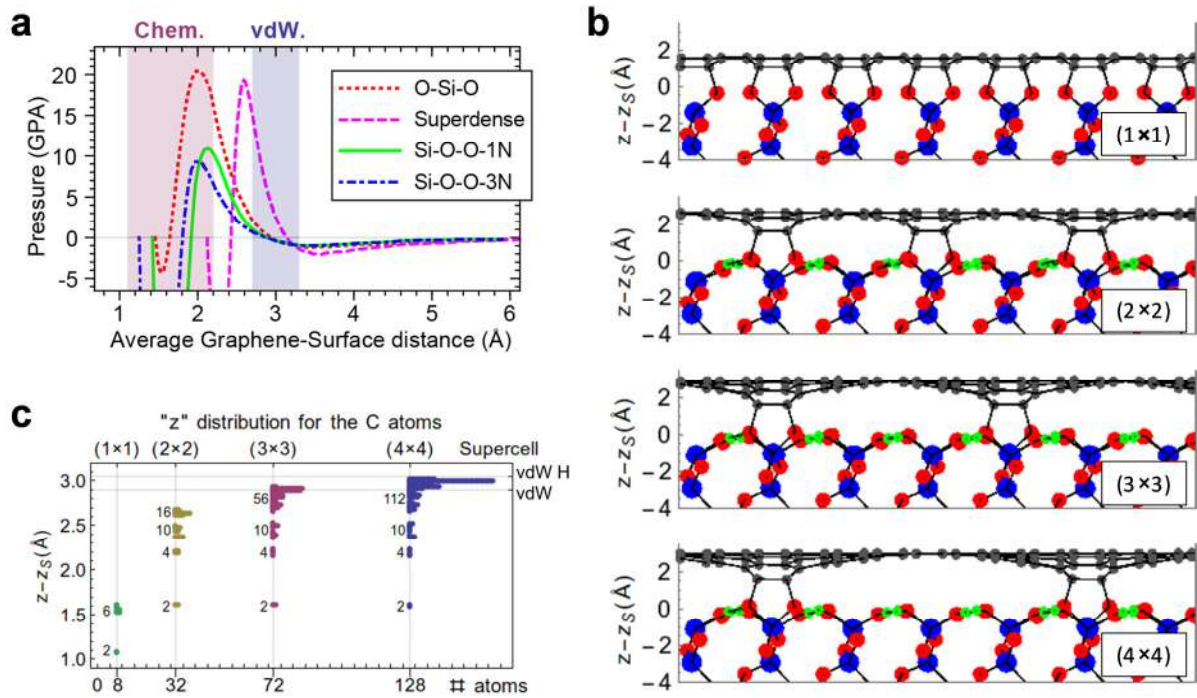 a
Chem. vdW.
Pressure (GPA)
20
15
10
5
0
-5
O-Si-O
Superdense
Si-O-O-1N
Si-O-O-3N
1 2 3 4 5 6
Average Graphene-Surface distance (Å)
b
z-zS(Å)
2
0
-2
-4
(1×1)
z-zS(Å)
2
0
-2
-4
(2×2)
z-zS(Å)
2
0
-2
-4
(3×3)
z-zS(Å)
2
0
-2
-4
(4×4)
c
"z" distribution for the C atoms
(1×1) (2×2) (3×3) (4×4) Supercell
vdW H
vdW
z-zS(Å)
3.0
2.5
2.0
1.5
1.0
6
2
16
10
4
2
56
10
4
2
112
10
4
2
0 8 32 72 128 # atoms